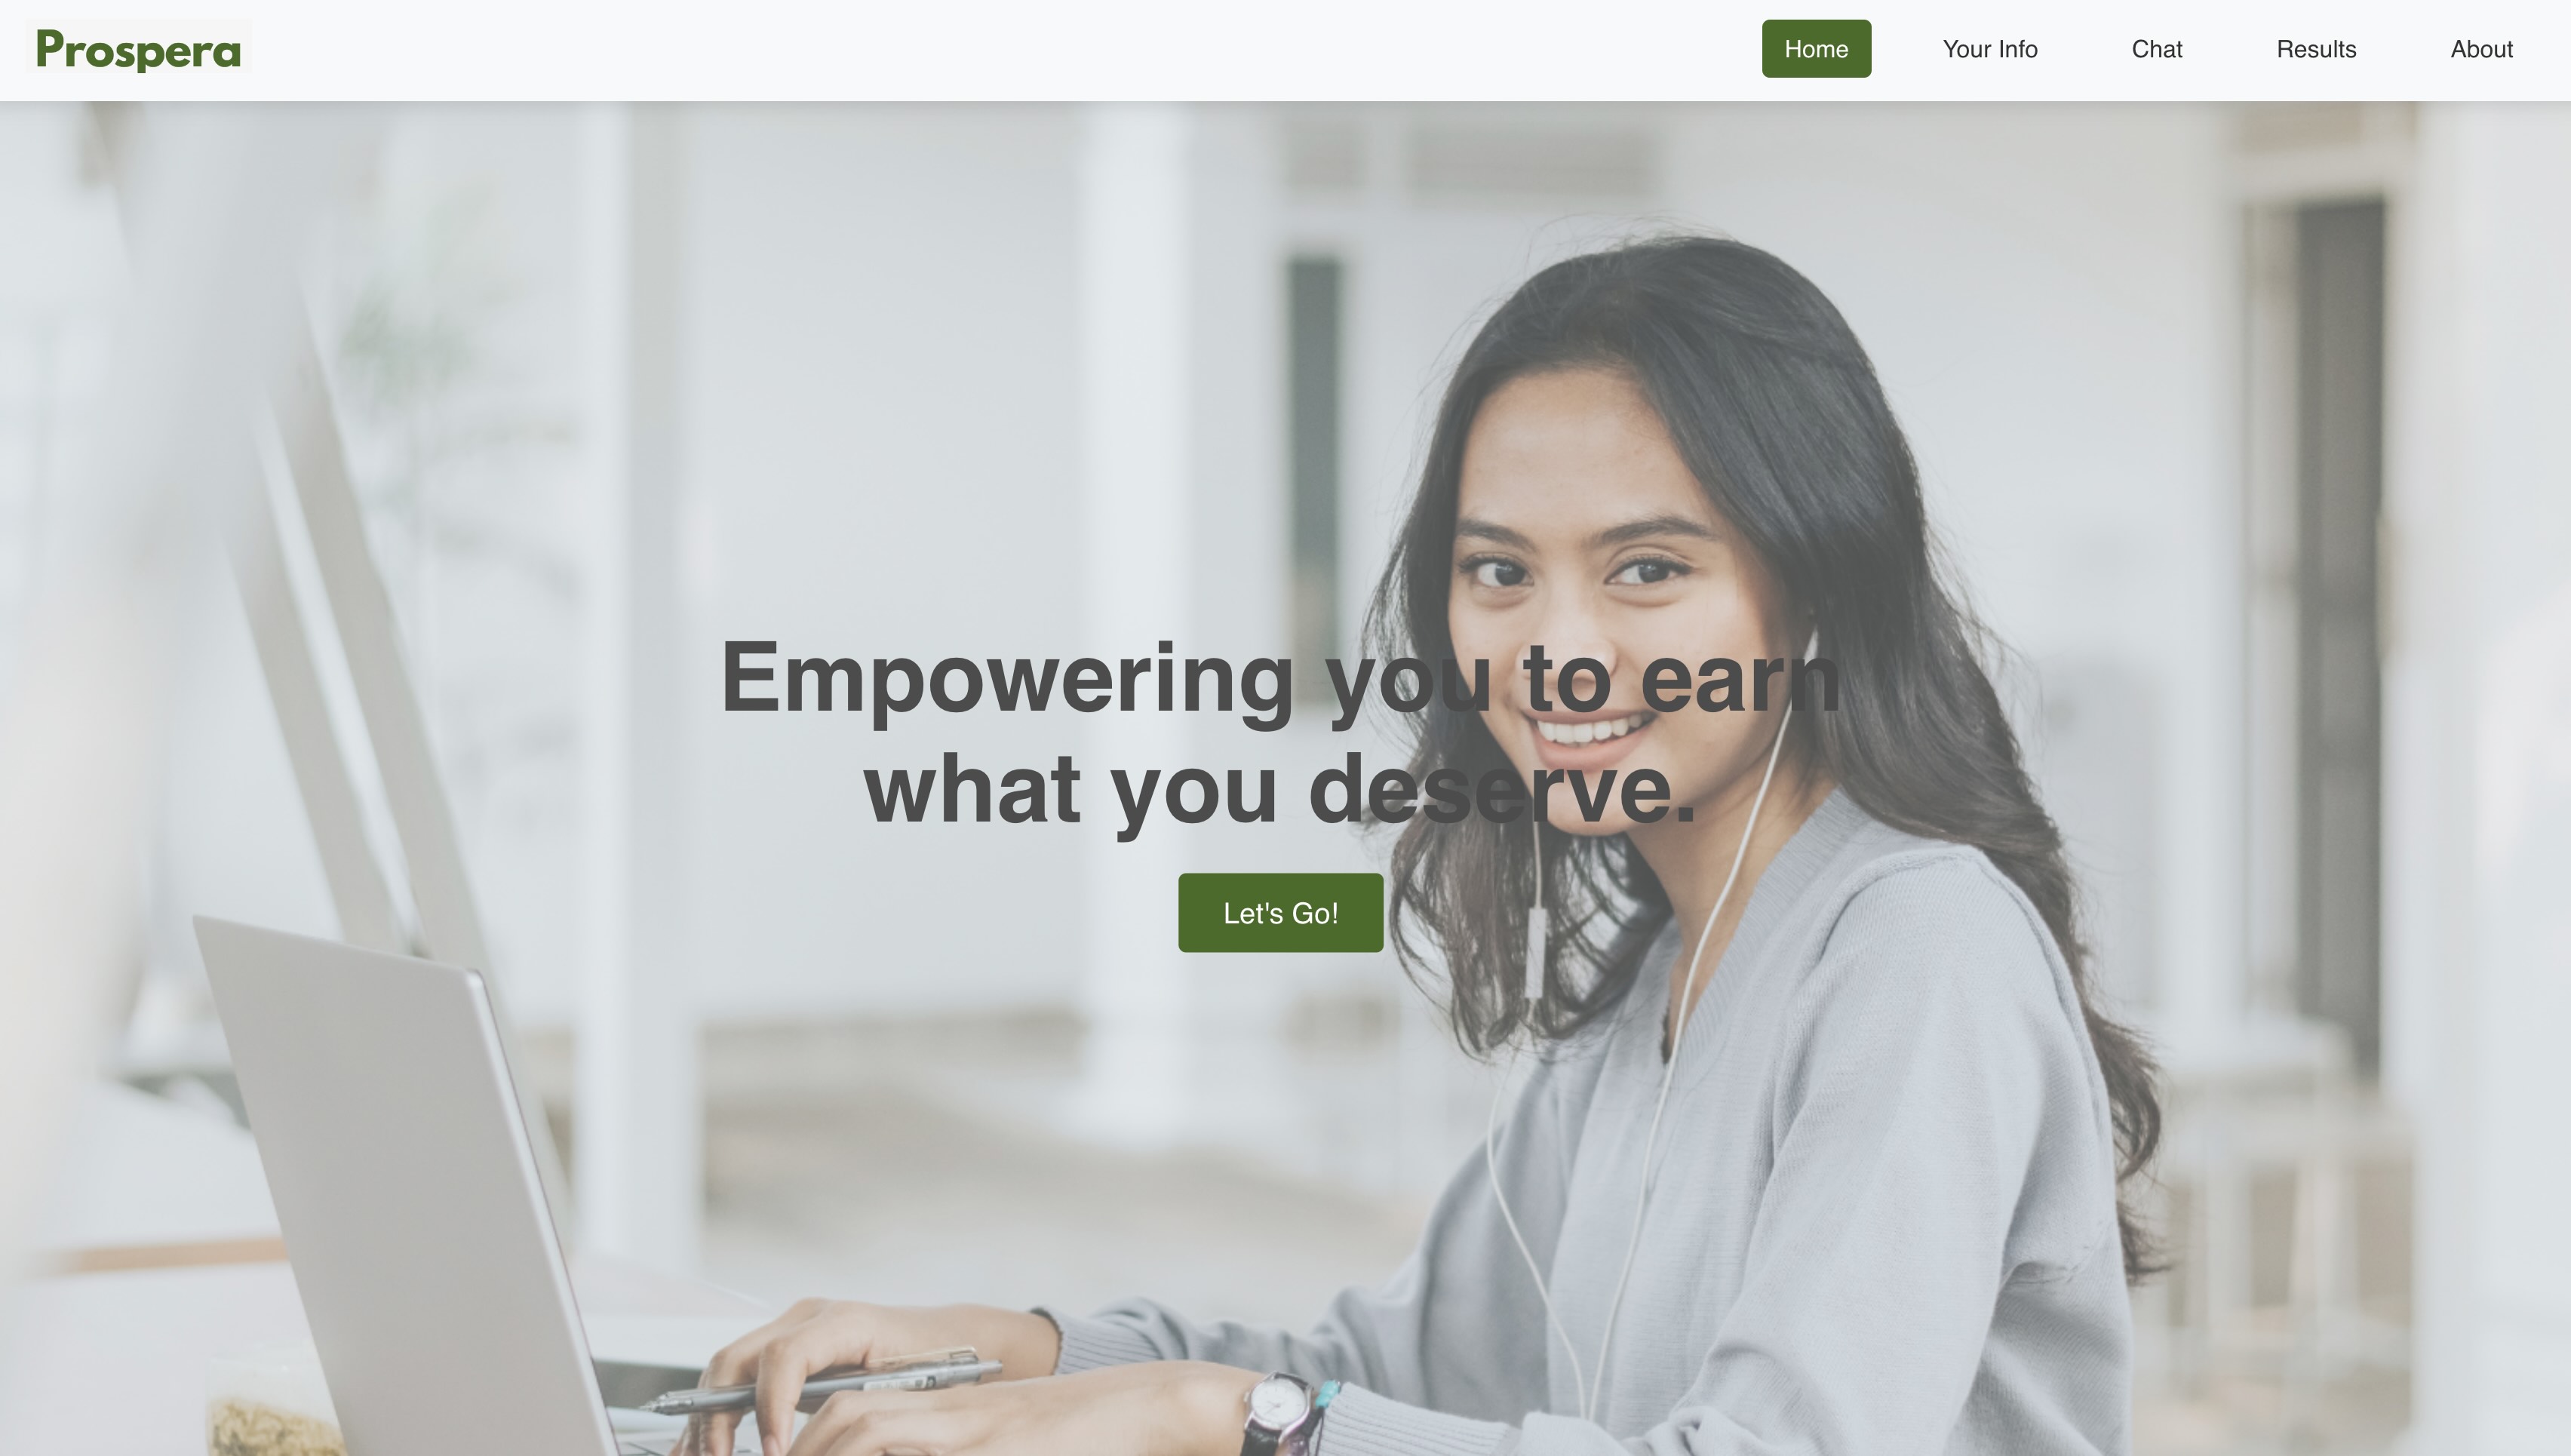 Prospera
Home
Your Info
Chat
Results
About
Empowering you to earn
what you deserve.
Let's Go!